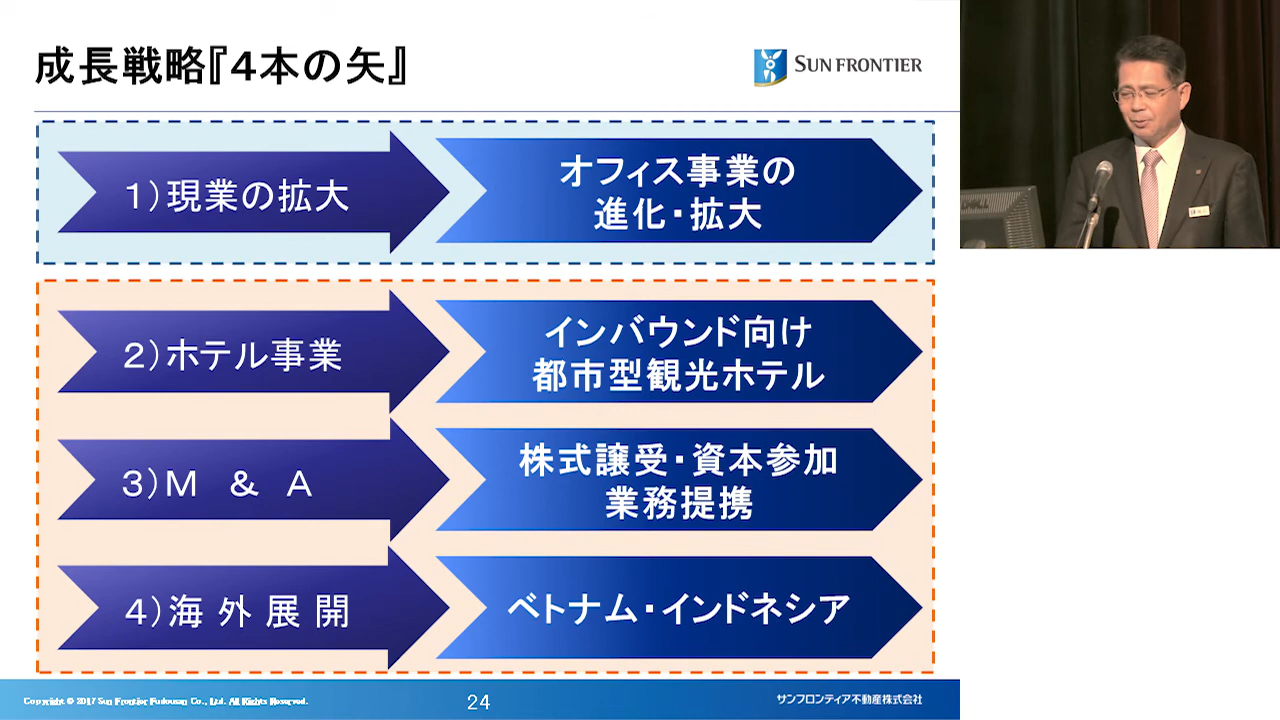 成長戦略『4本の矢』
SUN FRONTIER
1）現業の拡大
オフィス事業の
進化・拡大
2）ホテル事業
インバウンド向け
都市型観光ホテル
3）M & A
株式譲受・資本参加
業務提携
4）海外展開
ベトナム・インドネシア
Copyright © 2017 Sun Frontier Fudousan Co., Ltd. All Rights Reserved.
24
サンフロンティア不動産株式会社